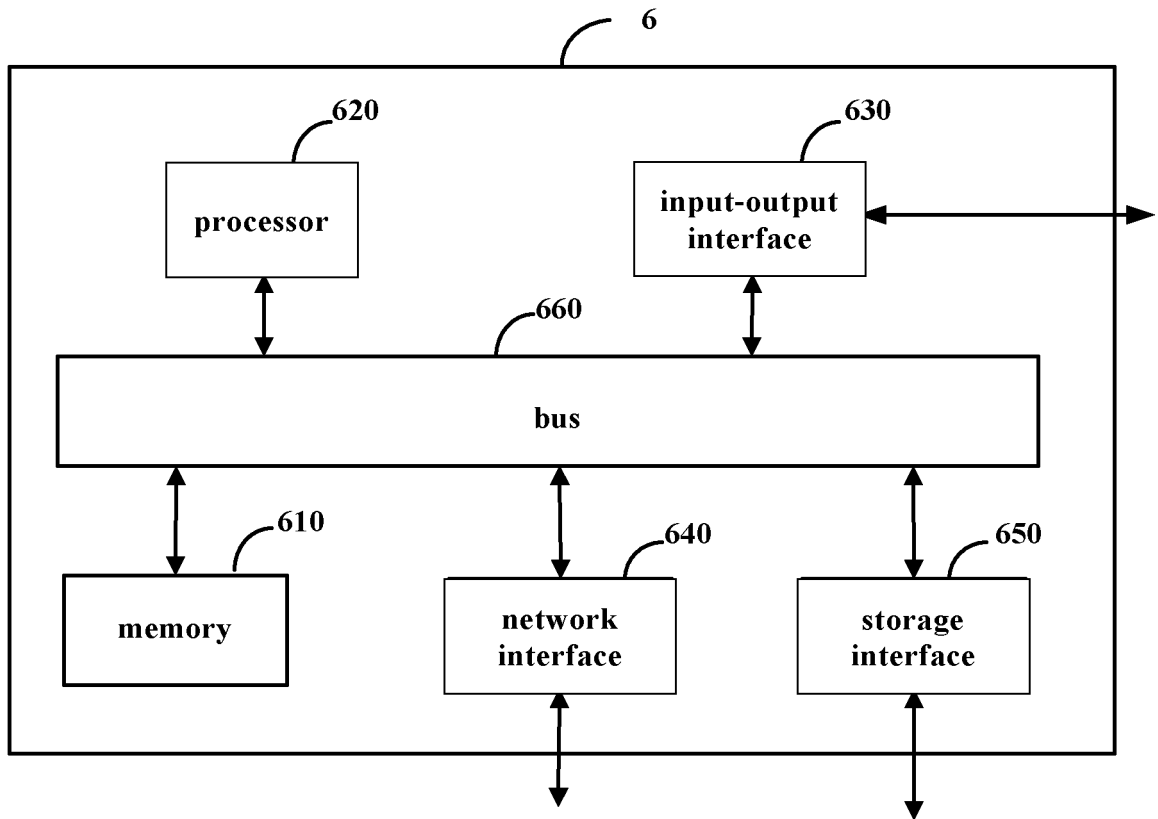 6
620
630
processor
input-output
interface
660
bus
610
640
650
memory
network
interface
storage
interface